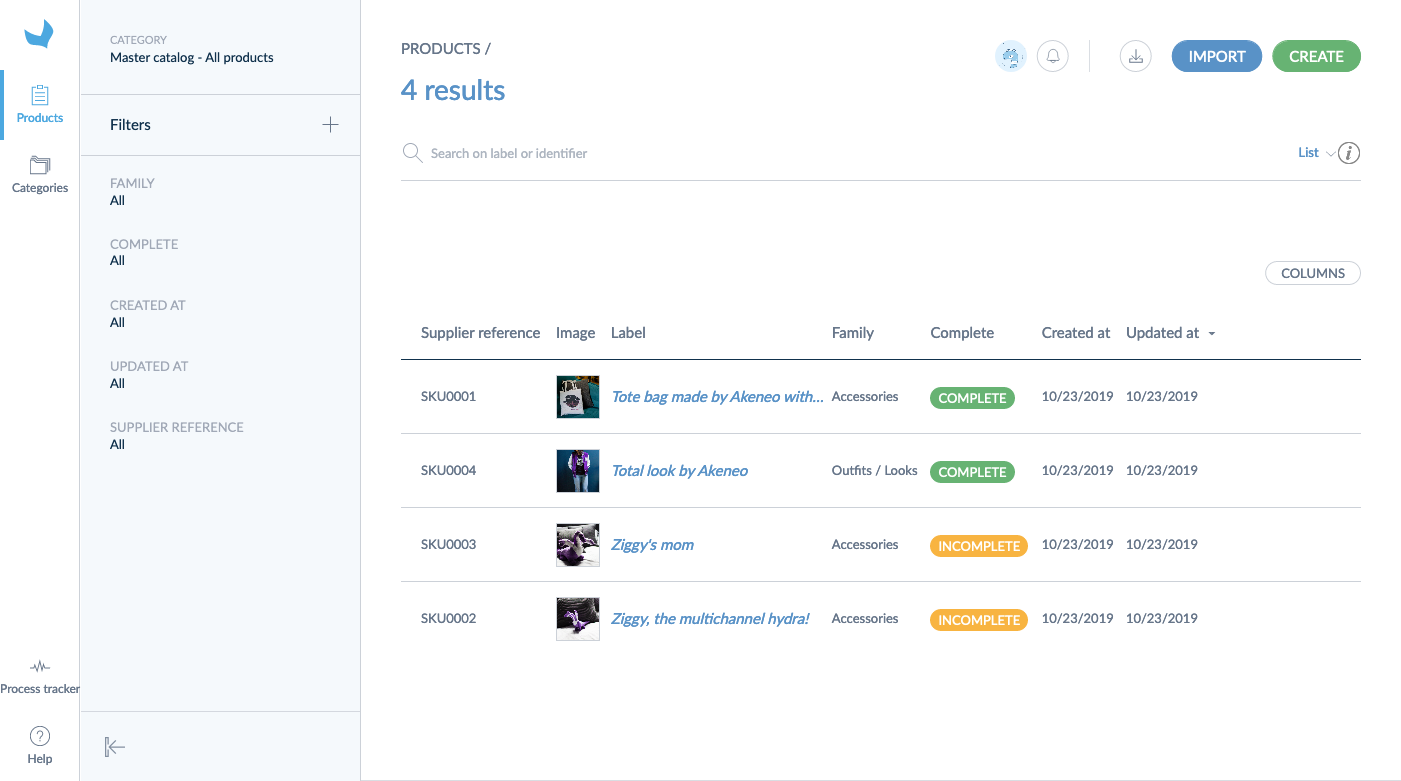 Products
Categories
Process tracker
Help
CATEGORY
Master catalog - All products
Filters
FAMILY
All
COMPLETE
All
CREATED AT
All
UPDATED AT
All
SUPPLIER REFERENCE
All
PRODUCTS /
IMPORT
CREATE
4 results
Search on label or identifier
List
COLUMNS
Supplier reference Image Label Family Complete Created at Updated at
SKU0001 Tote bag made by Akeneo with... Accessories COMPLETE 10/23/2019 10/23/2019
SKU0004 Total look by Akeneo Outfits / Looks COMPLETE 10/23/2019 10/23/2019
SKU0003 Ziggy's mom Accessories INCOMPLETE 10/23/2019 10/23/2019
SKU0002 Ziggy, the multichannel hydra! Accessories INCOMPLETE 10/23/2019 10/23/2019